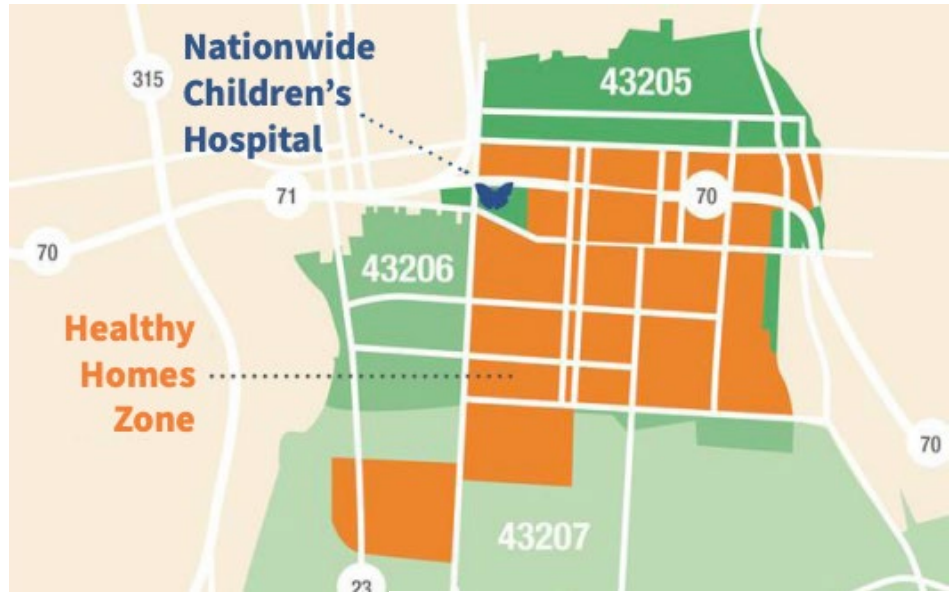 Nationwide
Children’s
Hospital
315
43205
71
70
70
43206
Healthy
Homes
Zone
70
43207
23